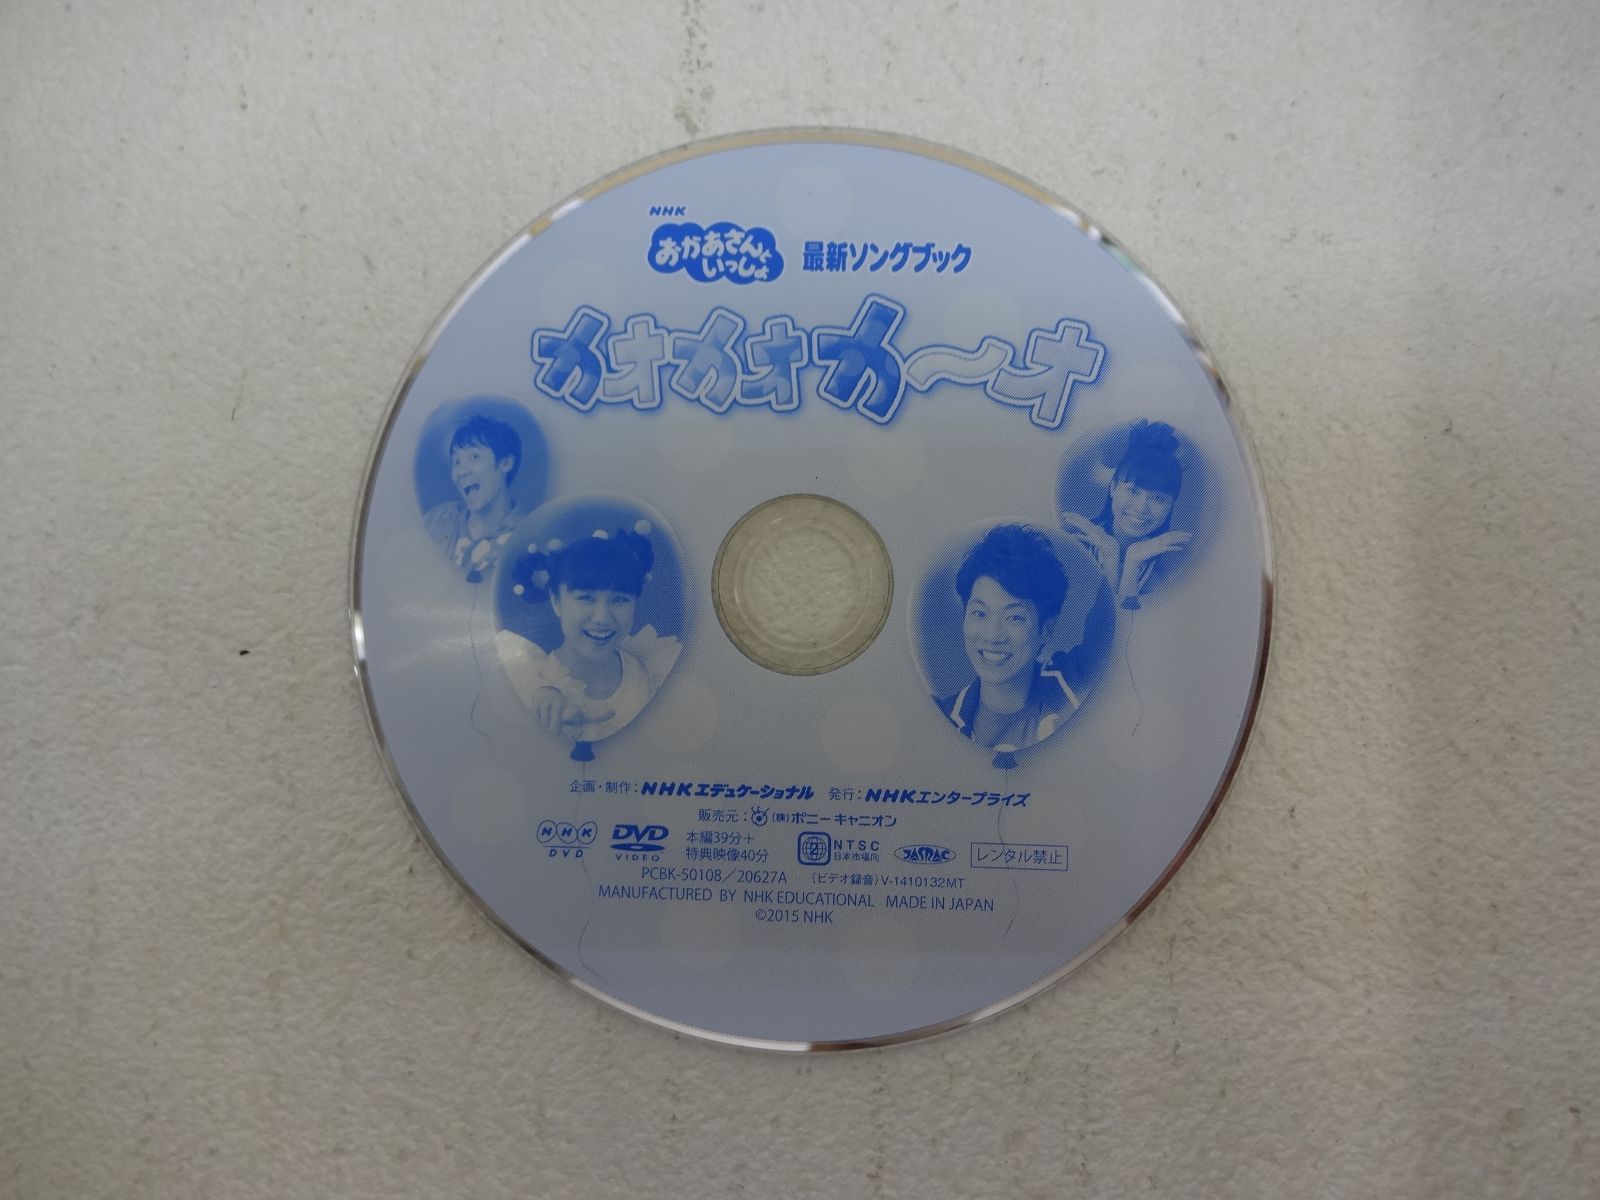 NHK
おかあさんと
いっしょ
最新ソングブック
カオカオカ〜オ
企画・制作：NHKエデュケーショナル 発行：NHKエンタープライズ
販売元：(株)ポニーキャニオン
NHK
DVD
DVD
VIDEO
本編39分＋
特典映像40分
2
NTSC
日本市場向
JASRAC
レンタル禁止
PCBK-50108／20627A (ビデオ録音)V-1410132MT
MANUFACTURED BY NHK EDUCATIONAL MADE IN JAPAN
©2015 NHK